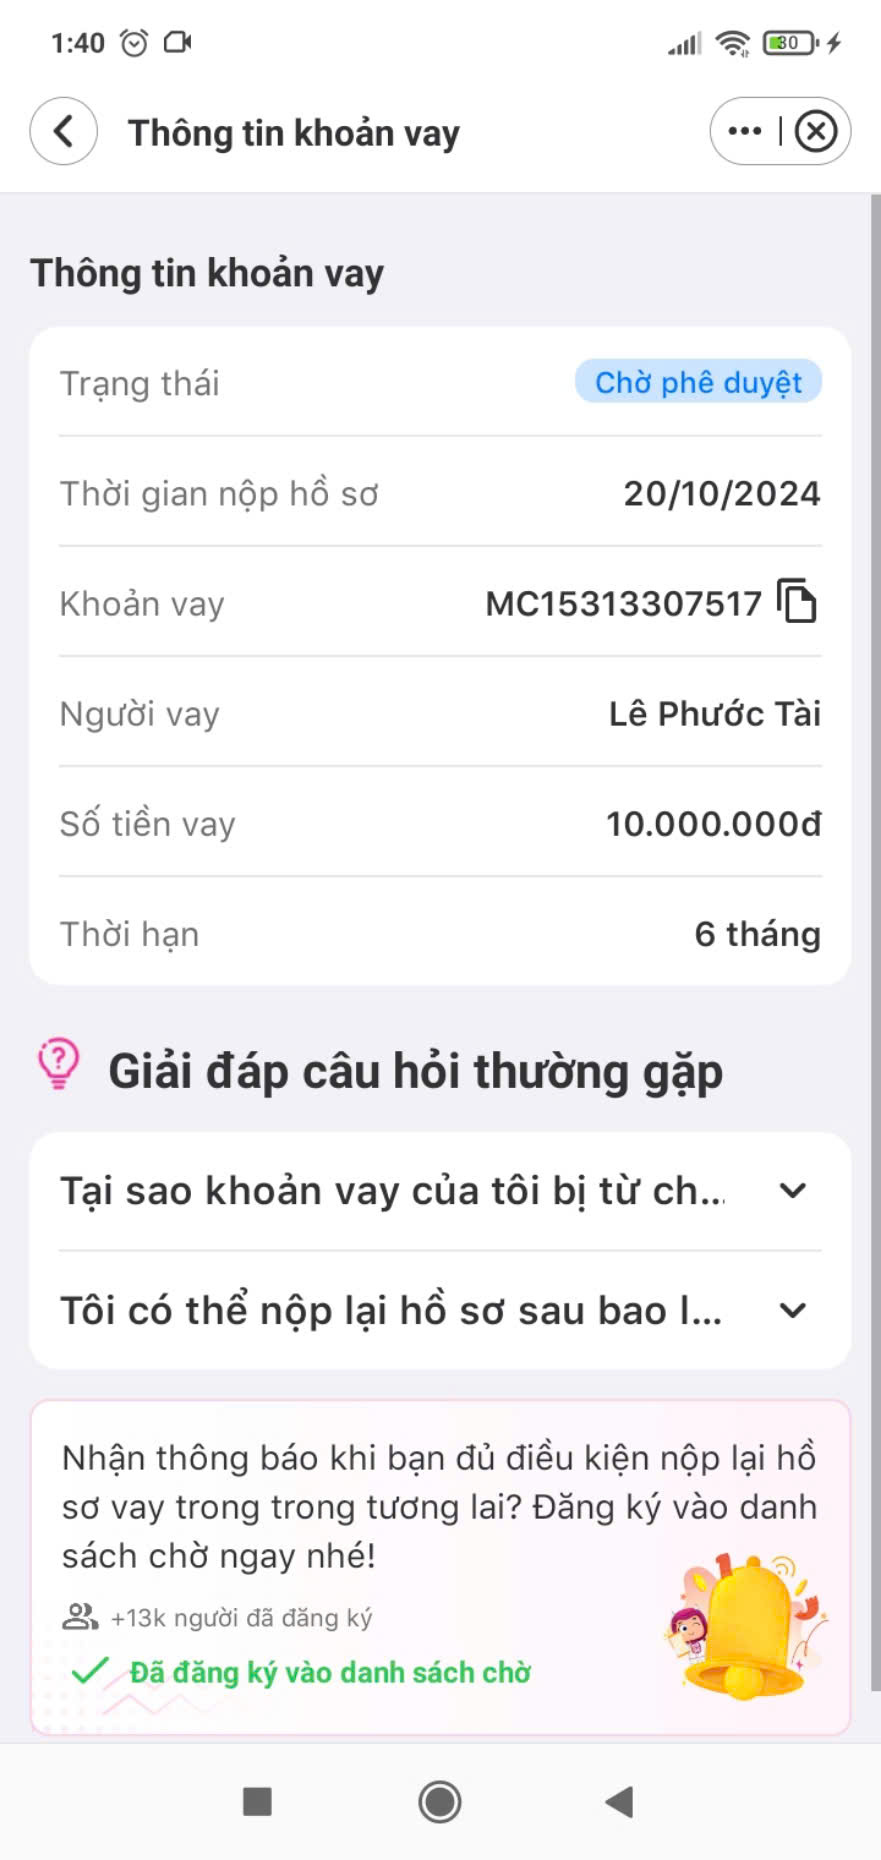 1:40
30
Thông tin khoản vay
Thông tin khoản vay
Trạng thái
Chờ phê duyệt
Thời gian nộp hồ sơ
20/10/2024
Khoản vay
MC15313307517
Người vay
Lê Phước Tài
Số tiền vay
10.000.000đ
Thời hạn
6 tháng
Giải đáp câu hỏi thường gặp
Tại sao khoản vay của tôi bị từ ch...
Tôi có thể nộp lại hồ sơ sau bao l...
Nhận thông báo khi bạn đủ điều kiện nộp lại hồ
sơ vay trong trong tương lai? Đăng ký vào danh
sách chờ ngay nhé!
+13k người đã đăng ký
Đã đăng ký vào danh sách chờ